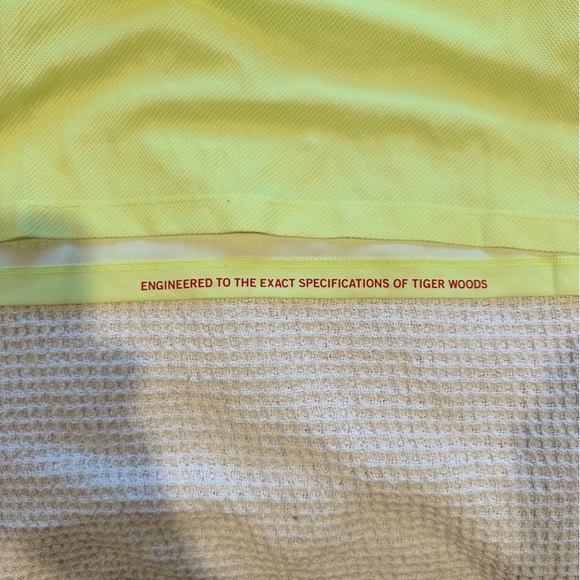 ENGINEERED TO THE EXACT SPECIFICATIONS OF TIGER WOODS